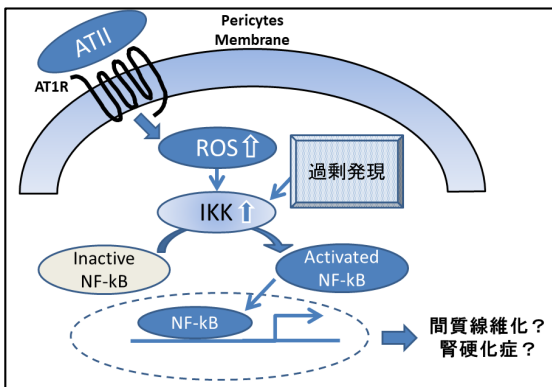 Pericytes
Membrane
ATII
AT1R
ROS
過剰発現
IKK
Inactive
NF-kB
Activated
NF-kB
NF-kB
間質線維化？
腎硬化症？